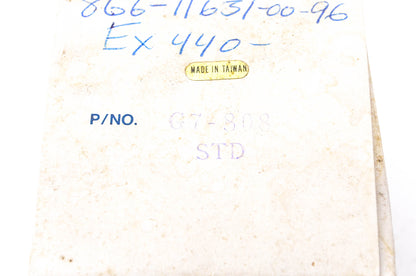 866-11631-00-96
Ex 440-
MADE IN TAIWAN
P/NO. 07-808
STD